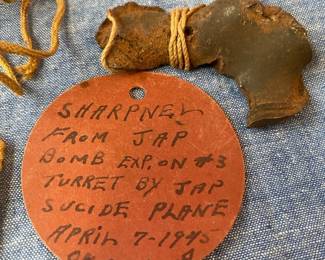 SHARPNEL
FROM JAP
BOMB EXP. ON #3
TURRET BY JAP
SUCIDE PLANE
APRIL 7-1945